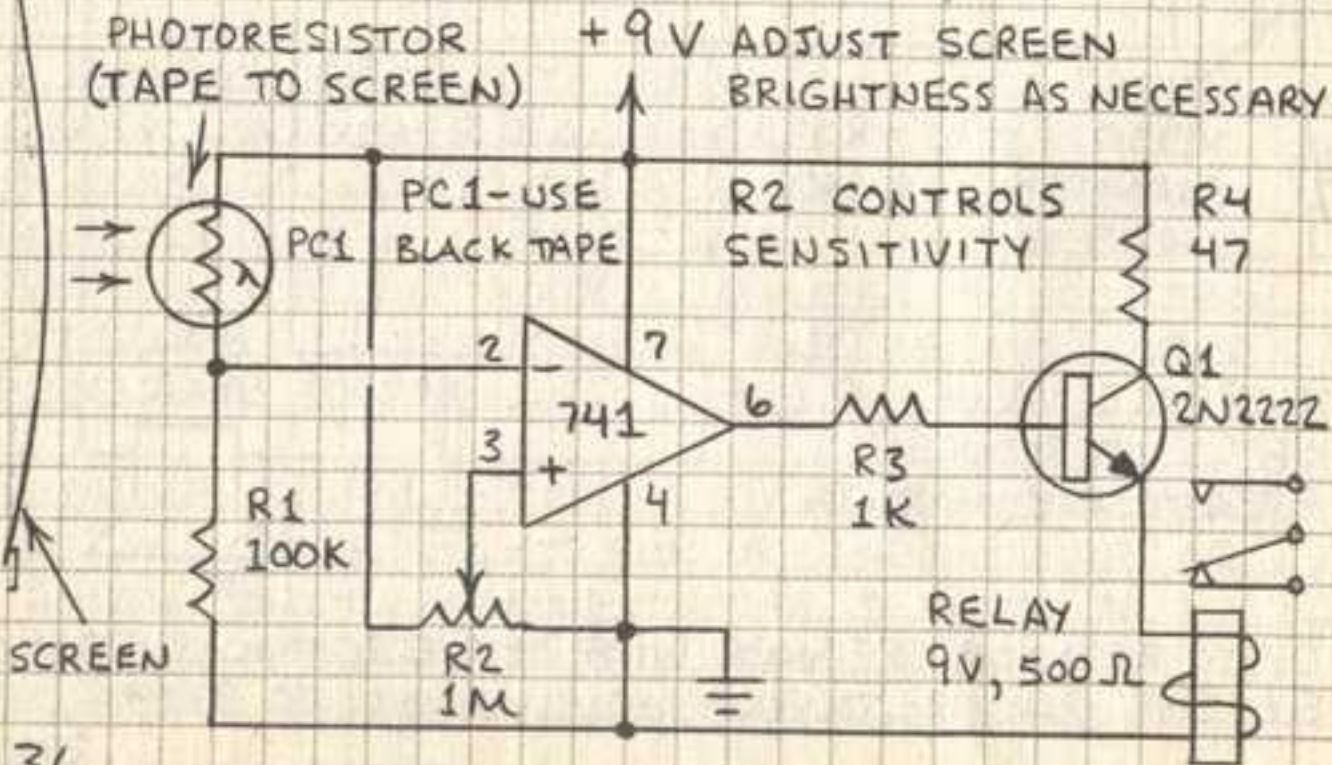 PHOTORESISTOR
(TAPE TO SCREEN)
+9V
ADJUST SCREEN
BRIGHTNESS AS NECESSARY
PC1
PC1-USE
BLACK TAPE
R2 CONTROLS
SENSITIVITY
R4
47
λ
2
-
7
741
3
+
4
6
R3
1K
Q1
2N2222
R1
100K
R2
1M
RELAY
9V, 500Ω
SCREEN